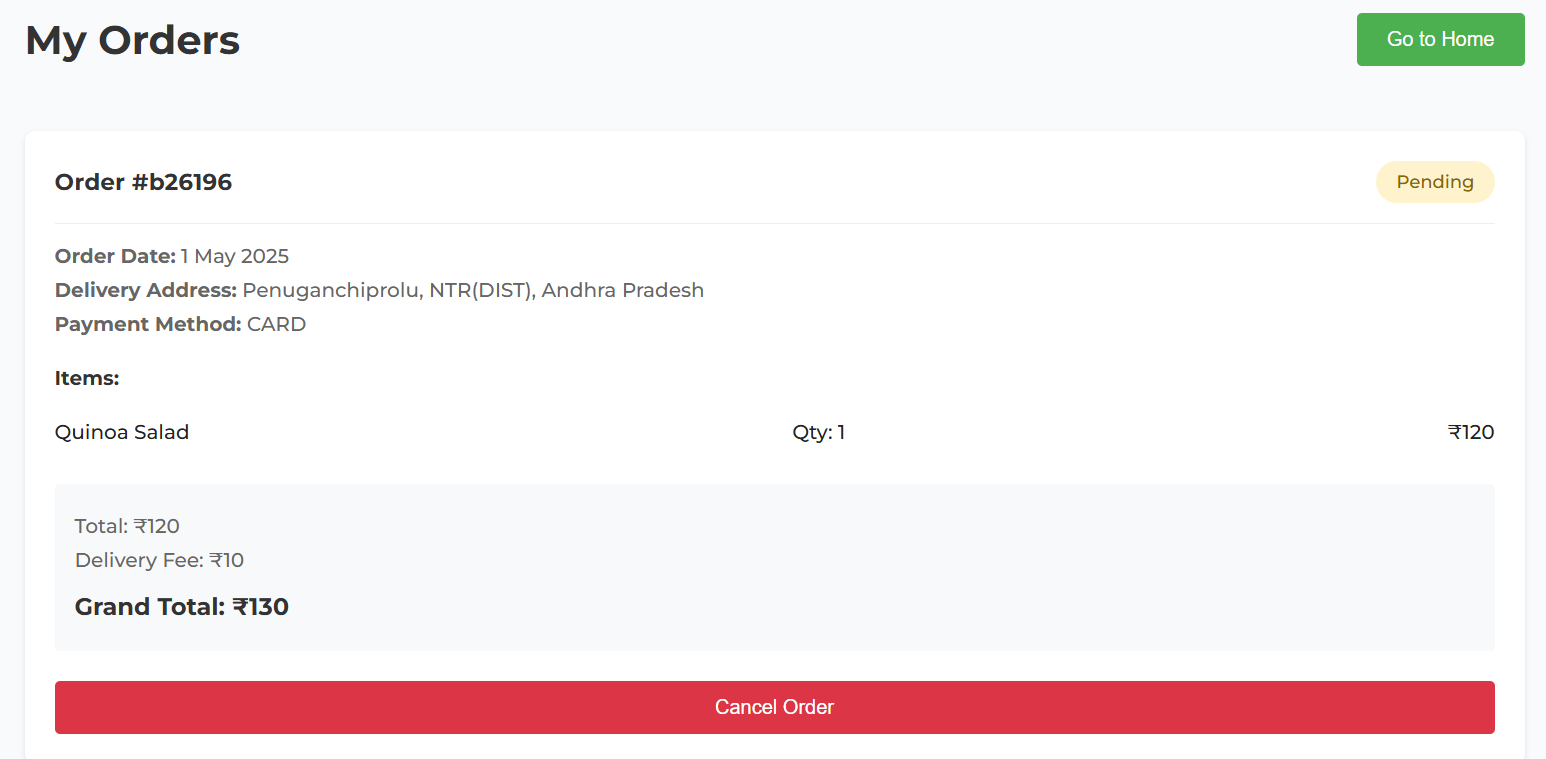 My Orders
Go to Home
Order #b26196
Pending
Order Date: 1 May 2025
Delivery Address: Penuganchiprolu, NTR(DIST), Andhra Pradesh
Payment Method: CARD
Items:
Quinoa Salad Qty: 1 ₹120
Total: ₹120
Delivery Fee: ₹10
Grand Total: ₹130
Cancel Order